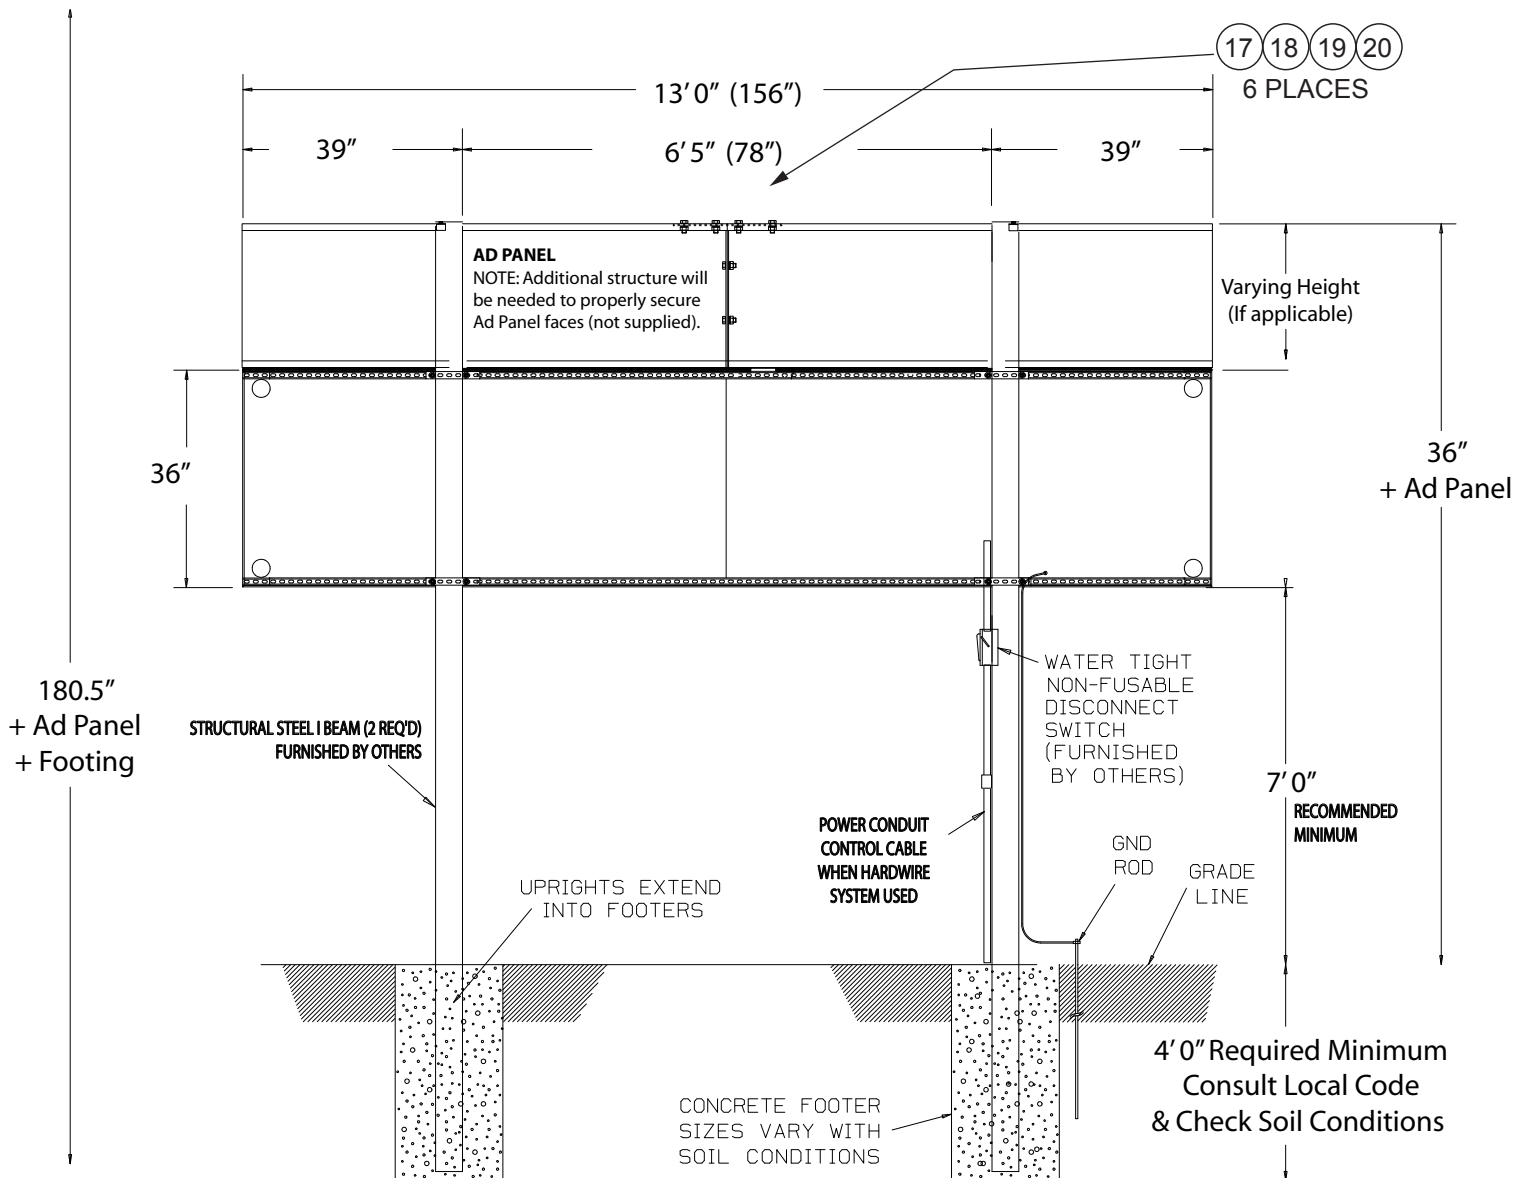 17 18 19 20
6 PLACES
13'0" (156")
39"
6'5" (78")
39"
AD PANEL
NOTE: Additional structure will
be needed to properly secure
Ad Panel faces (not supplied).
Varying Height
(If applicable)
36"
36"
+ Ad Panel
180.5"
+ Ad Panel
+ Footing
STRUCTURAL STEEL I BEAM (2 REQ'D)
FURNISHED BY OTHERS
WATER TIGHT
NON-FUSABLE
DISCONNECT
SWITCH
(FURNISHED
BY OTHERS)
7'0"
RECOMMENDED
MINIMUM
POWER CONDUIT
CONTROL CABLE
WHEN HARDWIRE
SYSTEM USED
GND
ROD
GRADE
LINE
UPRIGHTS EXTEND
INTO FOOTERS
4'0" Required Minimum
Consult Local Code
& Check Soil Conditions
CONCRETE FOOTER
SIZES VARY WITH
SOIL CONDITIONS